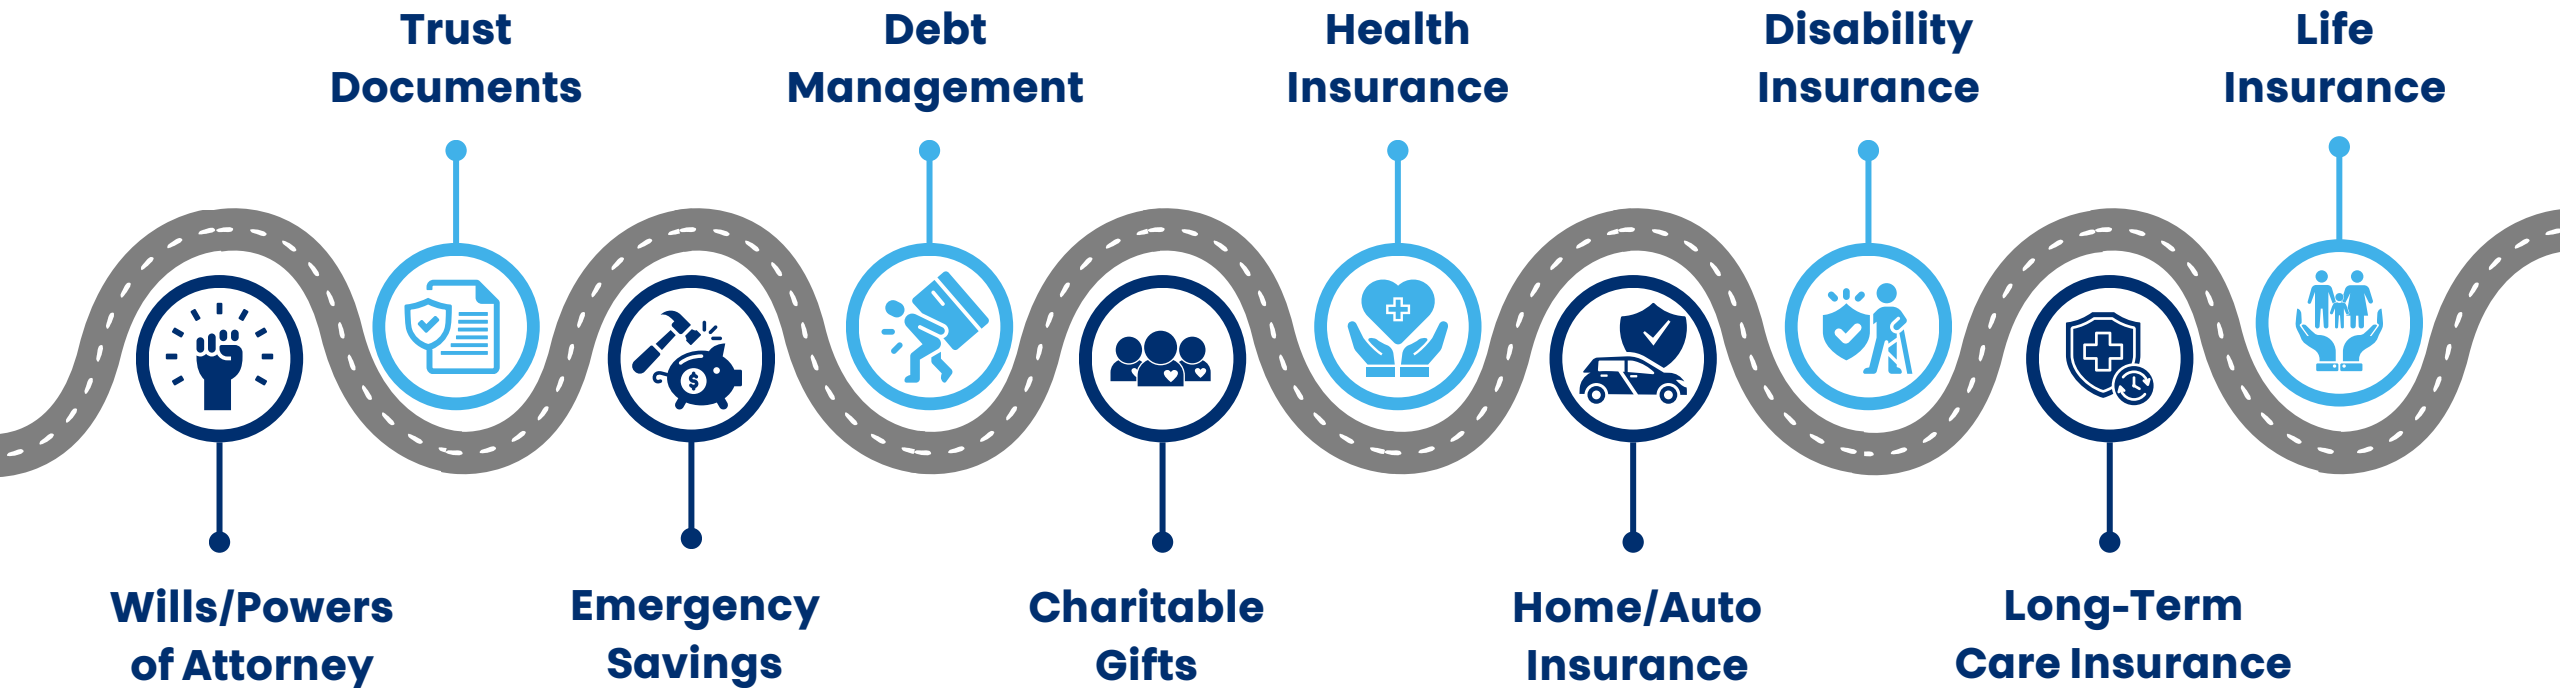 Trust
Documents
Debt
Management
Health
Insurance
Disability
Insurance
Life
Insurance
$
Wills/Powers
of Attorney
Emergency
Savings
Charitable
Gifts
Home/Auto
Insurance
Long-Term
Care Insurance